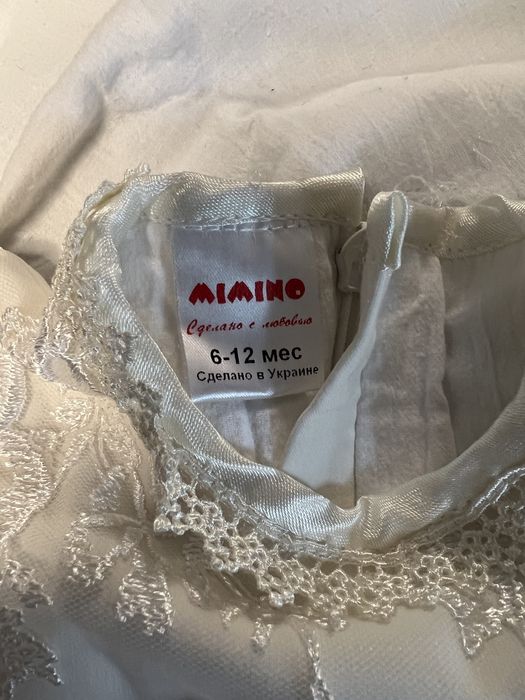 MIMINO
Сделано с любовью
6-12 мес
Сделано в Украине